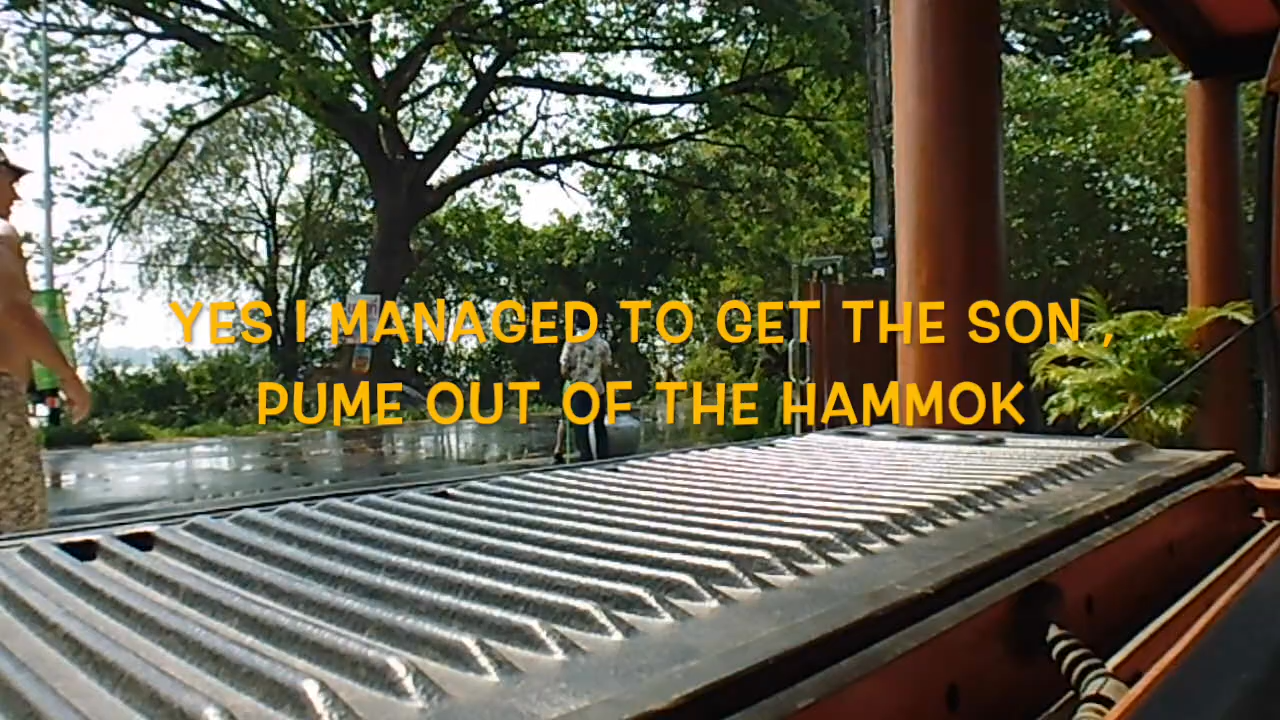 YES I MANAGED TO GET THE SON ,
PUME OUT OF THE HAMMOK